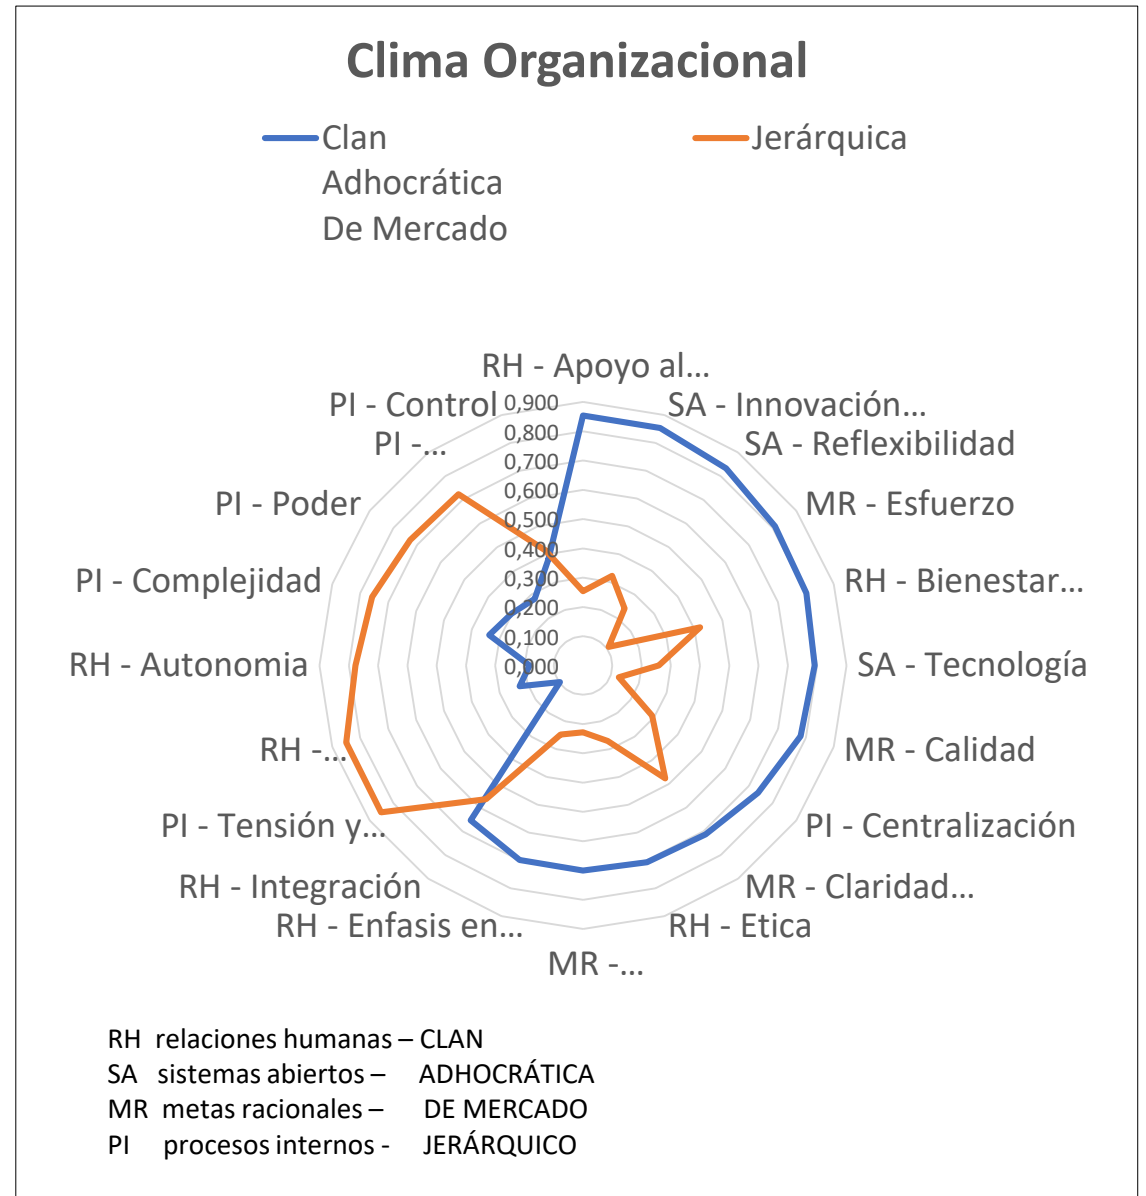 Clima Organizacional
Clan
Adhocrática
De Mercado
Jerárquica
RH - Apoyo al...
SA - Innovación...
SA - Reflexibilidad
MR - Esfuerzo
RH - Bienestar...
SA - Tecnología
MR - Calidad
PI - Centralización
MR - Claridad...
RH - Etica
MR -...
RH - Enfasis en...
RH - Integración
PI - Tensión y...
RH -...
RH - Autonomia
PI - Complejidad
PI - Poder
PI -...
PI - Control
0,900
0,800
0,700
0,600
0,500
0,400
0,300
0,200
0,100
0,000
RH relaciones humanas – CLAN
SA sistemas abiertos – ADHOCRÁTICA
MR metas racionales – DE MERCADO
PI procesos internos - JERÁRQUICO